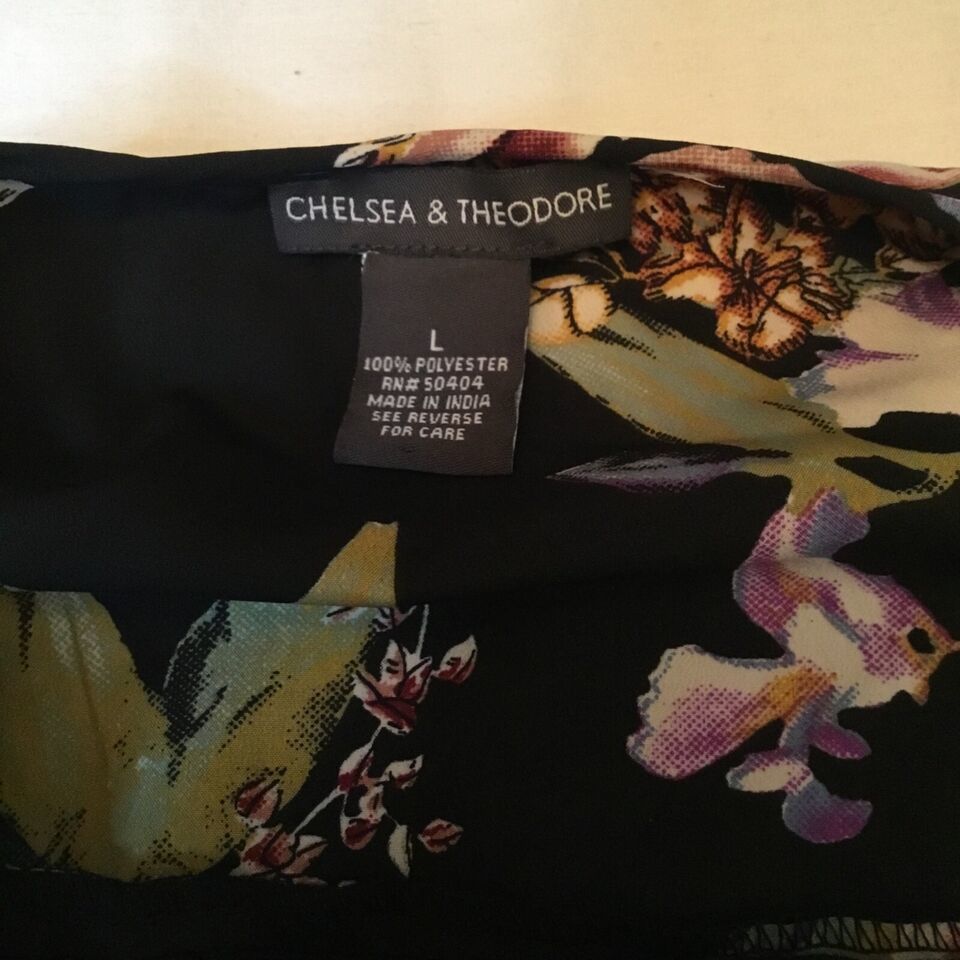 CHELSEA & THEODORE
L
100% POLYESTER
RN# 50404
MADE IN INDIA
SEE REVERSE
FOR CARE